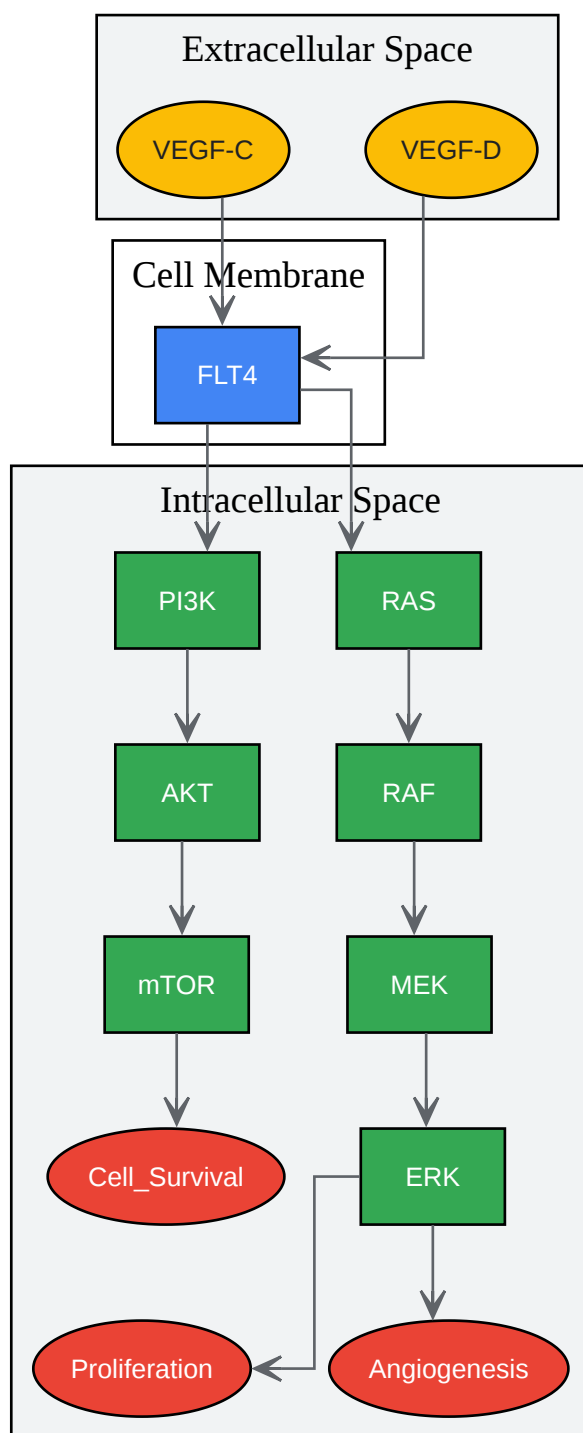 Extracellular Space
VEGF-C
VEGF-D
Cell Membrane
FLT4
Intracellular Space
PI3K
RAS
AKT
RAF
mTOR
MEK
Cell_Survival
ERK
Proliferation
Angiogenesis